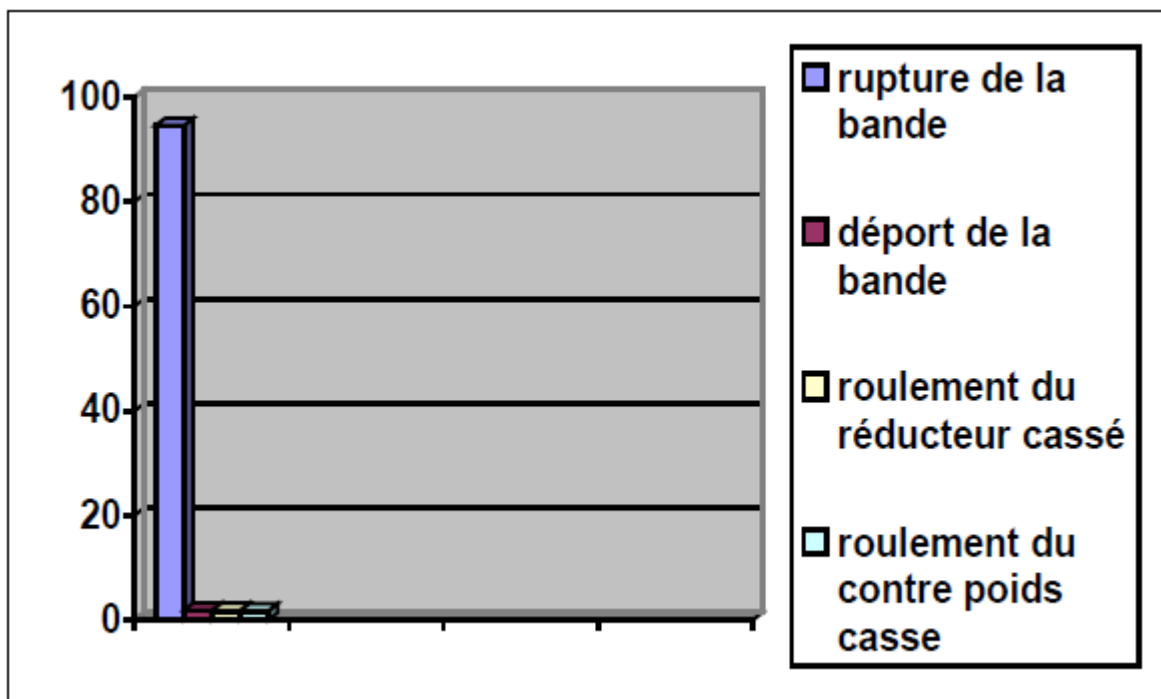 100
80
60
40
20
0
rupture de la
bande
déport de la
bande
roulement du
réducteur cassé
roulement du
contre poids
casse